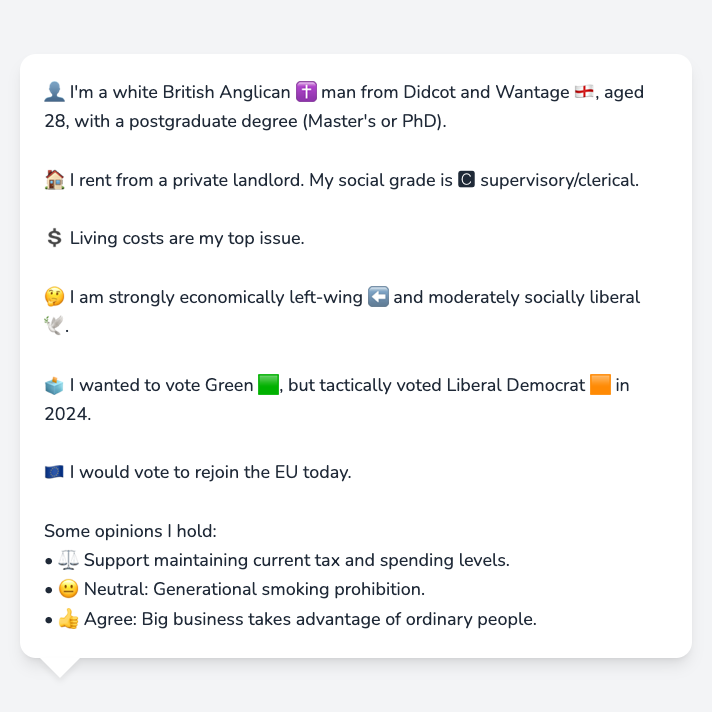 👤 I'm a white British Anglican ✝️ man from Didcot and Wantage 🏴󠁧󠁢󠁥󠁮󠁧󠁿, aged
28, with a postgraduate degree (Master's or PhD).
🏠 I rent from a private landlord. My social grade is 🅲 supervisory/clerical.
💲 Living costs are my top issue.
🤔 I am strongly economically left-wing ⬅️ and moderately socially liberal
🕊️.
🗳️ I wanted to vote Green 🟩, but tactically voted Liberal Democrat 🟧 in
2024.
🇪🇺 I would vote to rejoin the EU today.
Some opinions I hold:
• ⚖️ Support maintaining current tax and spending levels.
• 😐 Neutral: Generational smoking prohibition.
• 👍 Agree: Big business takes advantage of ordinary people.